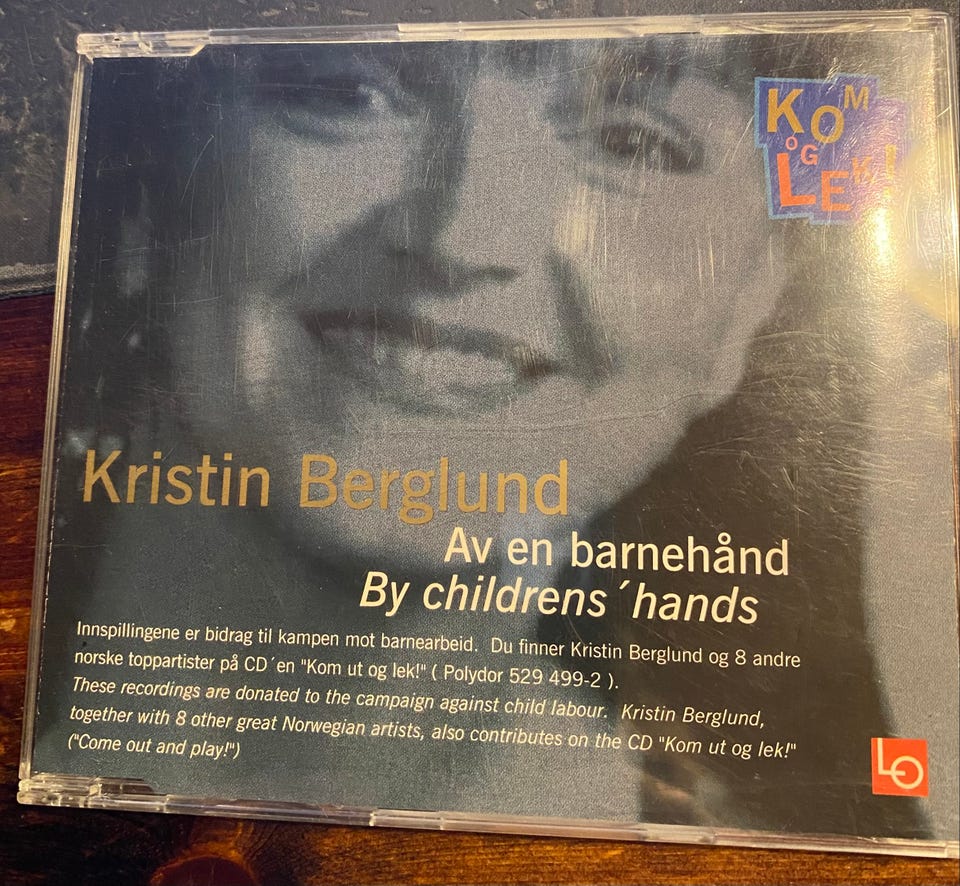 KOM
OG
LEK!
Kristin Berglund
Av en barnehånd
By childrens´hands
Innspillingene er bidrag til kampen mot barnearbeid. Du finner Kristin Berglund og 8 andre
norske toppartister på CD´en "Kom ut og lek!" ( Polydor 529 499-2 ).
These recordings are donated to the campaign against child labour. Kristin Berglund,
together with 8 other great Norwegian artists, also contributes on the CD "Kom ut og lek!"
("Come out and play!")
LO